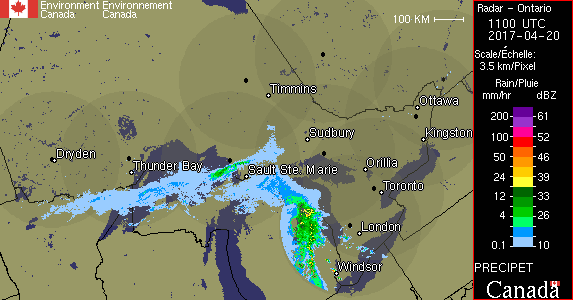 Environment Environnement
Canada Canada
100 KM
Timmins
Ottawa
Sudbury
Kingston
Dryden
Thunder Bay
Sault Ste. Marie
Orillia
Toronto
London
Windsor
Radar - Ontario
1100 UTC
2017-04-20
Scale/Échelle:
3.5 km/Pixel
Rain/Pluie
mm/hr dBZ
200 61
100 52
50 46
24 39
12 33
4 26
0.1 10
PRECIPET
Canada